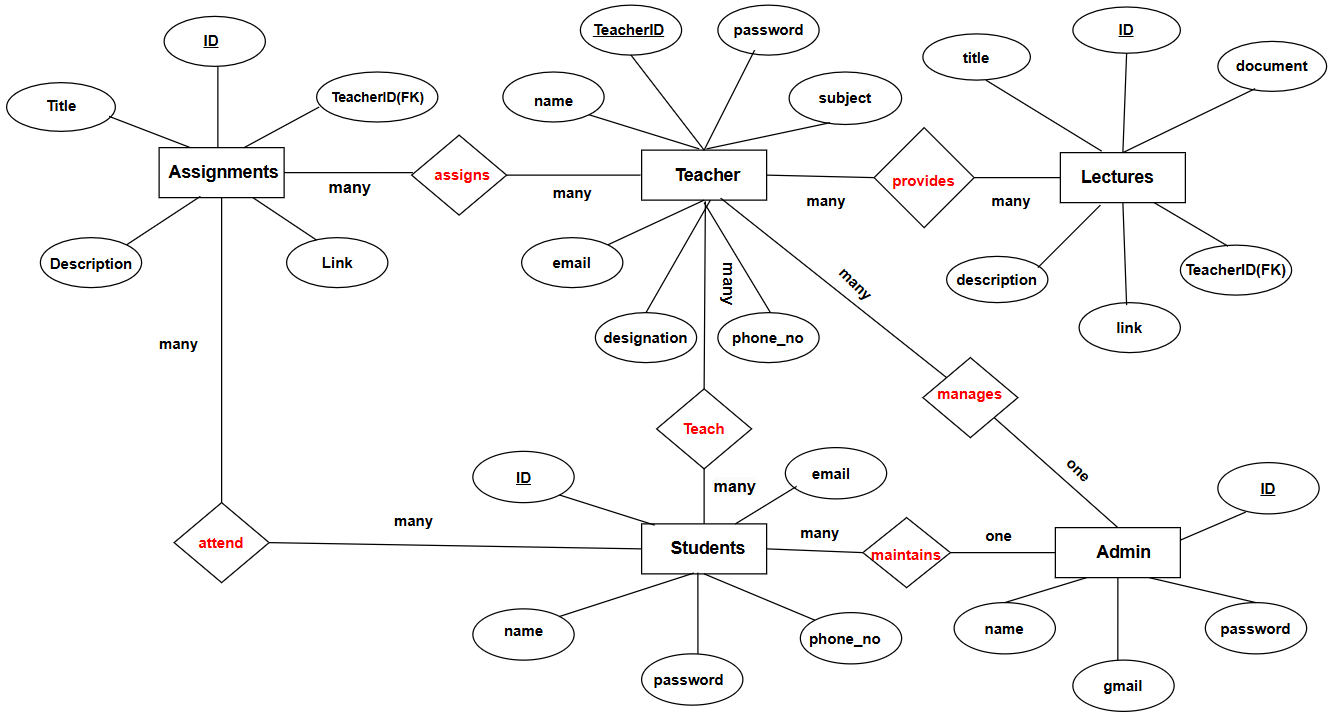 ID
Title
TeacherID(FK)
Assignments
Description
Link
many
assigns
many
TeacherID
password
name
subject
Teacher
email
designation
phone_no
many
many
provides
many
title
ID
document
Lectures
description
link
TeacherID(FK)
many
manages
one
many
attend
many
Teach
many
ID
email
Students
name
password
phone_no
many
maintains
one
ID
Admin
name
gmail
password